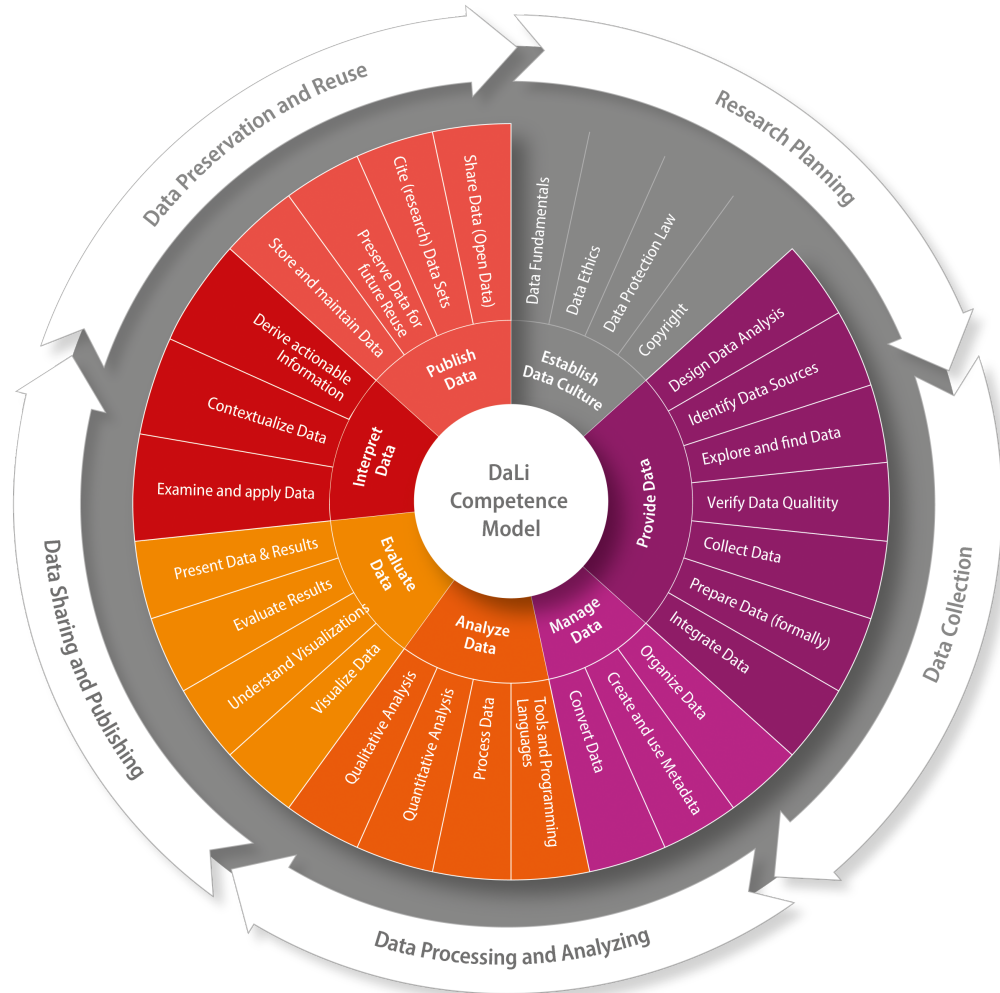 DaLi
Competence
Model
Research Planning
Data Collection
Data Processing and Analyzing
Data Sharing and Publishing
Data Preservation and Reuse
Establish
Data Culture
Data Fundamentals
Data Ethics
Data Protection Law
Copyright
Provide Data
Design Data Analysis
Identify Data Sources
Explore and find Data
Verify Data Qualitity
Collect Data
Prepare Data (formally)
Integrate Data
Manage
Data
Organize Data
Create and use Metadata
Convert Data
Analyze
Data
Tools and Programming
Languages
Process Data
Quantitative Analysis
Qualitative Analysis
Evaluate
Data
Visualize Data
Understand Visualizations
Evaluate Results
Present Data & Results
Interpret
Data
Examine and apply Data
Contextualize Data
Derive actionable
Information
Publish
Data
Store and maintain Data
Preserve Data for
future Reuse
Cite (research) Data Sets
Share Data (Open Data)